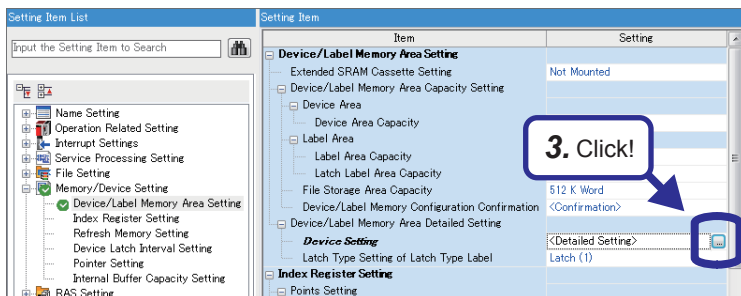 Setting Item List
Input the Setting Item to Search
Name Setting
Operation Related Setting
Interrupt Settings
Service Processing Setting
File Setting
Memory/Device Setting
Device/Label Memory Area Setting
Index Register Setting
Refresh Memory Setting
Device Latch Interval Setting
Pointer Setting
Internal Buffer Capacity Setting
RAS Setting
Setting Item
Item Setting
Device/Label Memory Area Setting
Extended SRAM Cassette Setting Not Mounted
Device/Label Memory Area Capacity Setting
Device Area
Device Area Capacity
Label Area
Label Area Capacity
Latch Label Area Capacity
File Storage Area Capacity 512 K Word
Device/Label Memory Configuration Confirmation <Confirmation>
Device/Label Memory Area Detailed Setting
Device Setting <Detailed Setting> ...
Latch Type Setting of Latch Type Label Latch (1)
Index Register Setting
Points Setting
3. Click!